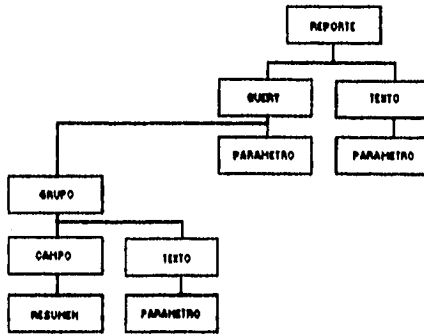 REPORTE
QUERY
TEXTO
PARAMETRO
PARAMETRO
GRUPO
CAMPO
TEXTO
RESUMEN
PARAMETRO